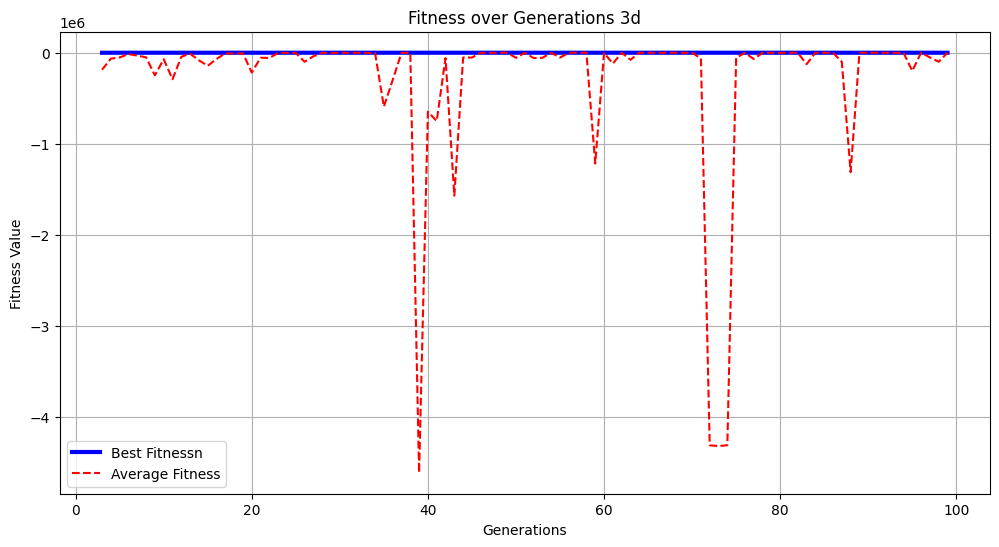 Fitness over Generations 3d
1e6
0
−1
−2
−3
−4
Fitness Value
Best Fitnessn
Average Fitness
0 20 40 60 80 100
Generations